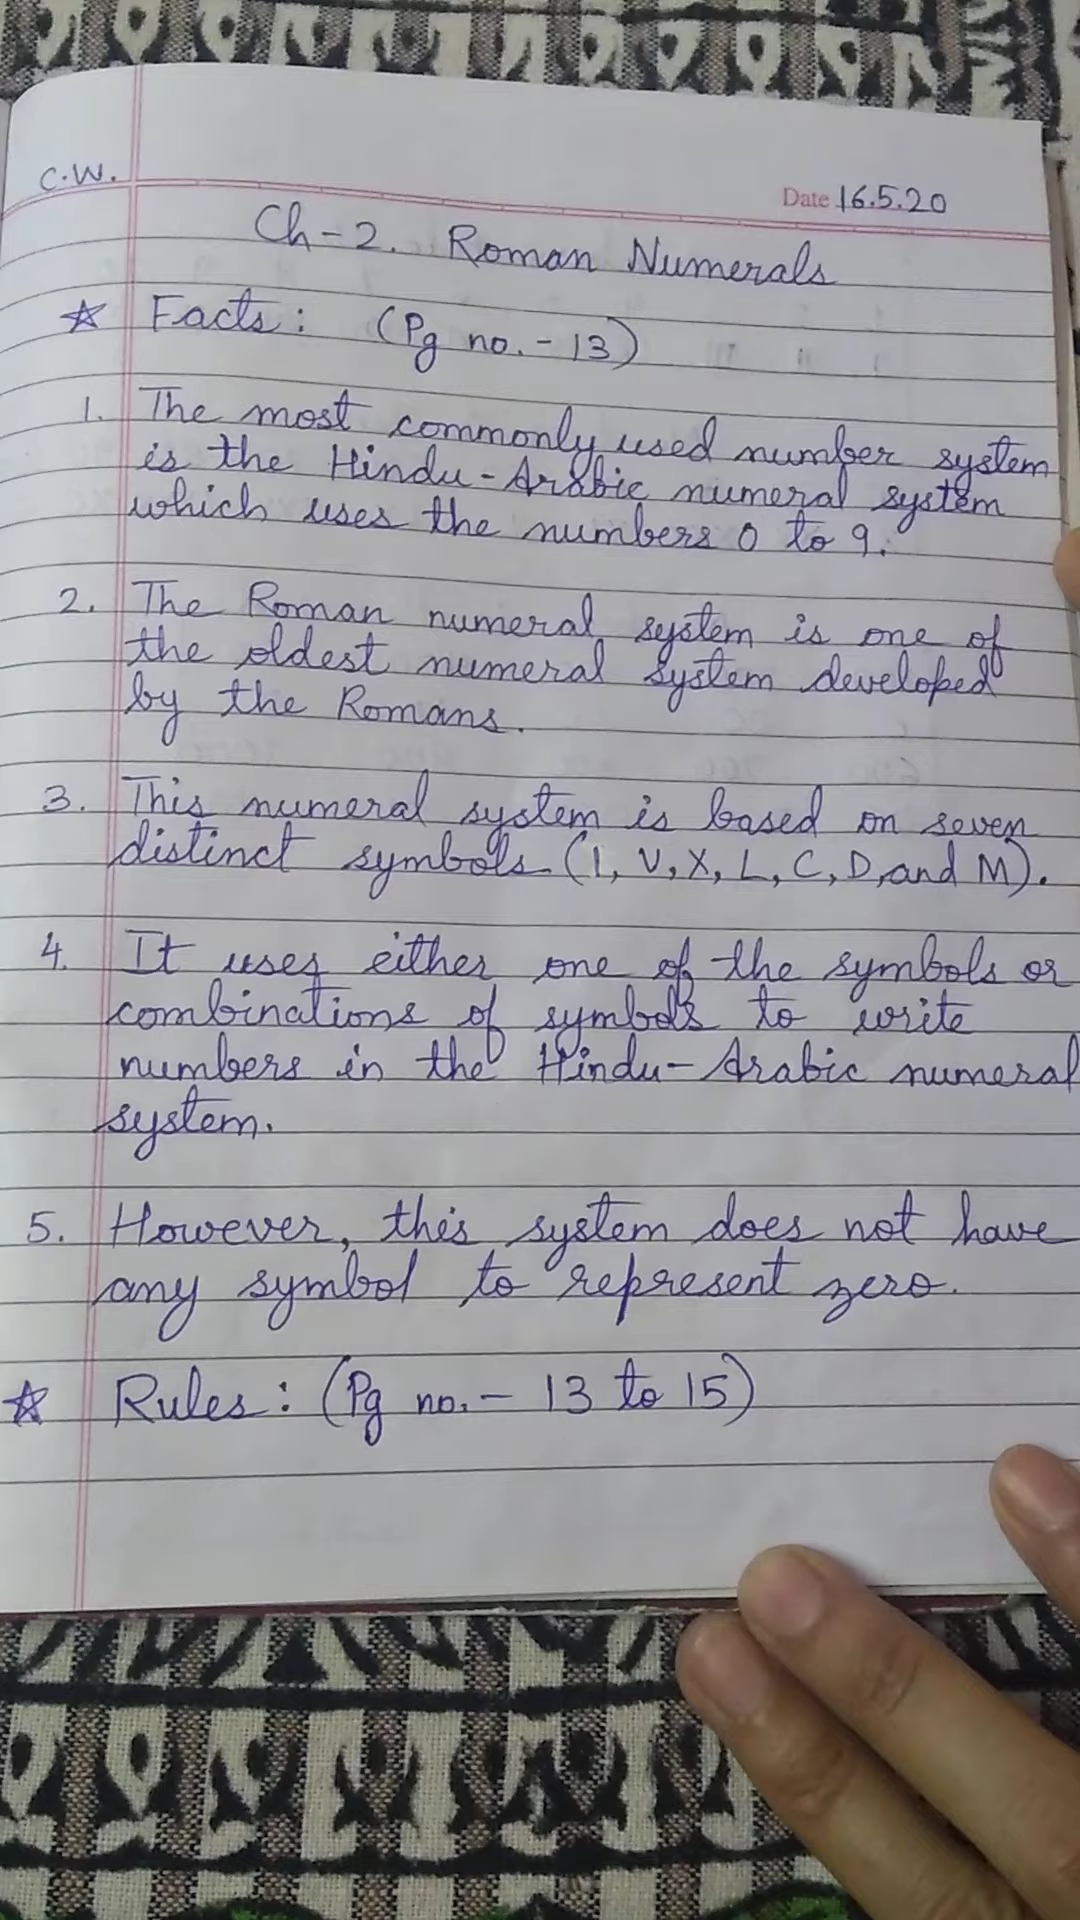 C.W.
Date 16.5.20
Ch-2. Roman Numerals
☆ Facts: (Pg no.-13)
1. The most commonly used number system
is the Hindu-Arabic numeral system
which uses the numbers 0 to 9.
2. The Roman numeral system is one of
the oldest numeral system developed
by the Romans.
3. This numeral system is based on seven
distinct symbols. (I, V, X, L, C, D, and M).
4. It uses either one of the symbols or
combinations of symbols to write
numbers in the Hindu-Arabic numeral
system.
5. However, this system does not have
any symbol to represent zero.
☆ Rules: (Pg no.- 13 to 15)